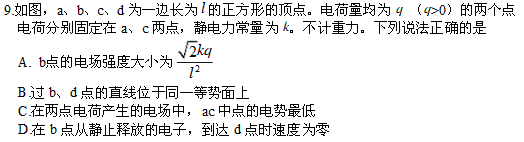 9.如图，a、b、c、d 为一边长为 l 的正方形的顶点。电荷量均为 q （q>0）的两个点
电荷分别固定在 a、c 两点，静电力常量为 k。不计重力。下列说法正确的是
A. b点的电场强度大小为 √2kq/l²
B.过 b、d 点的直线位于同一等势面上
C.在两点电荷产生的电场中，ac 中点的电势最低
D.在 b 点从静止释放的电子，到达 d 点时速度为零